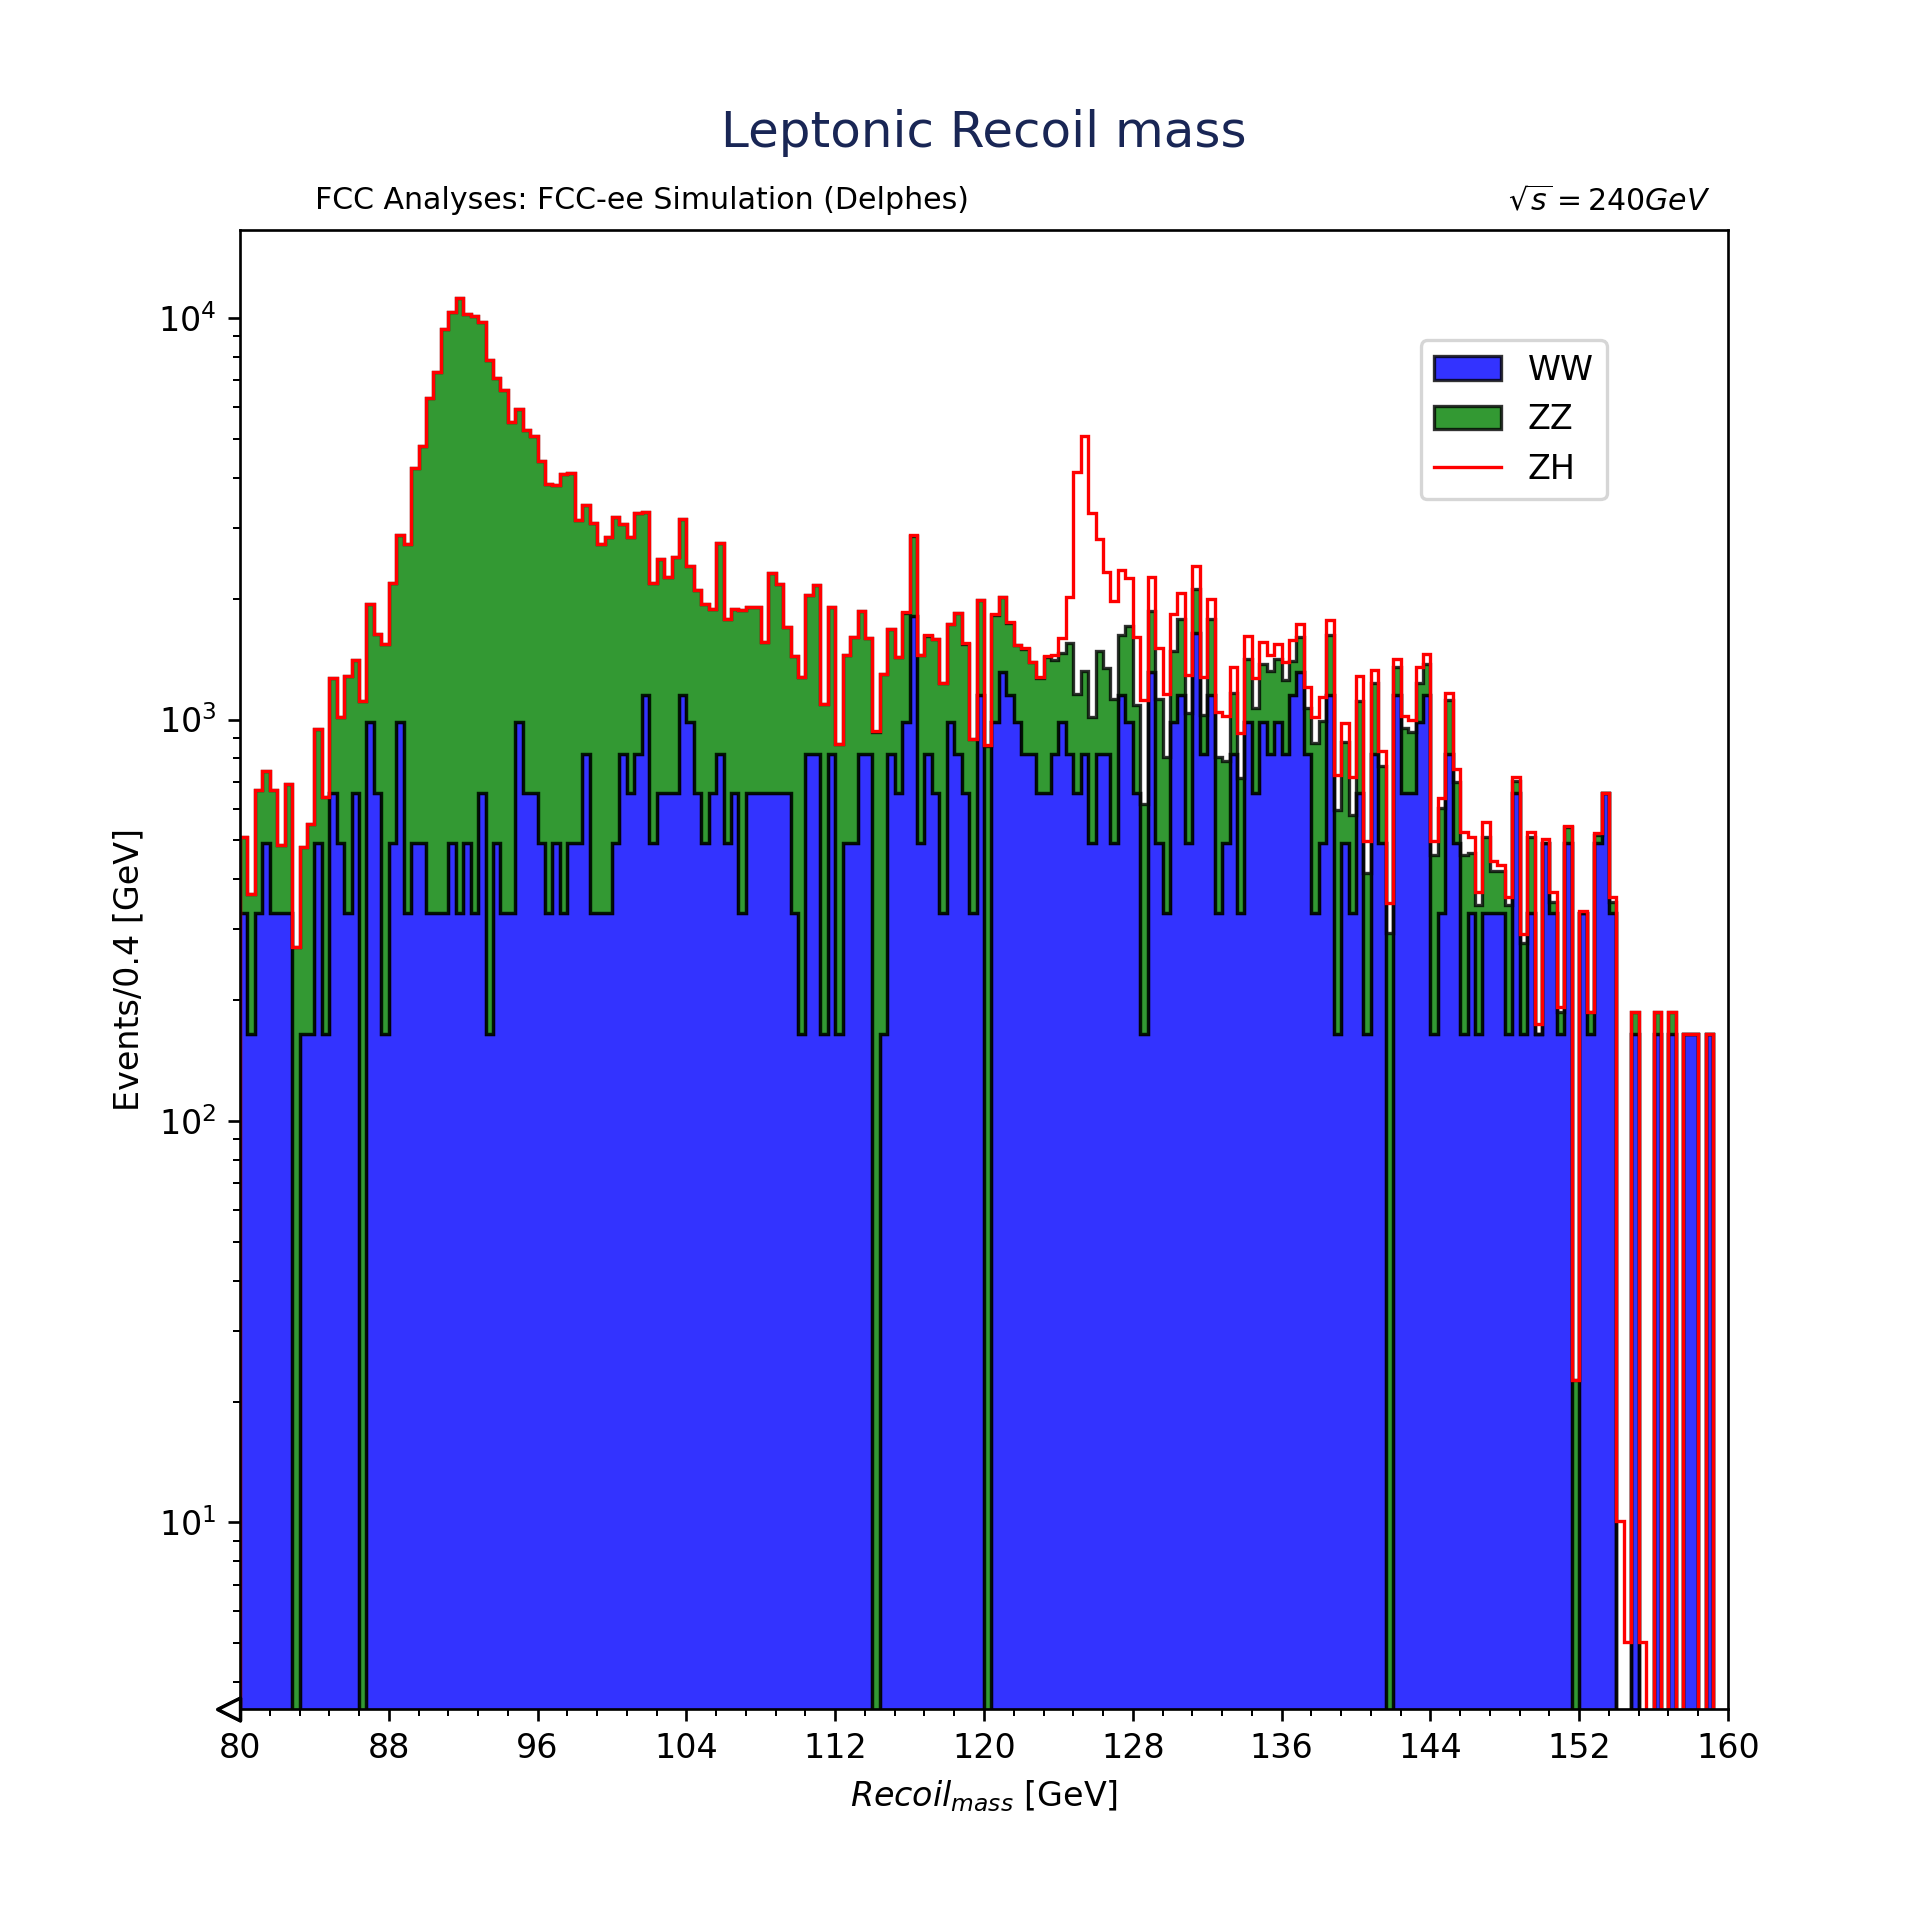 Leptonic Recoil mass
FCC Analyses: FCC-ee Simulation (Delphes)
√s = 240GeV
10⁴
10³
10²
10¹
Events/0.4 [GeV]
WW
ZZ
ZH
80 88 96 104 112 120 128 136 144 152 160
Recoil_mass [GeV]